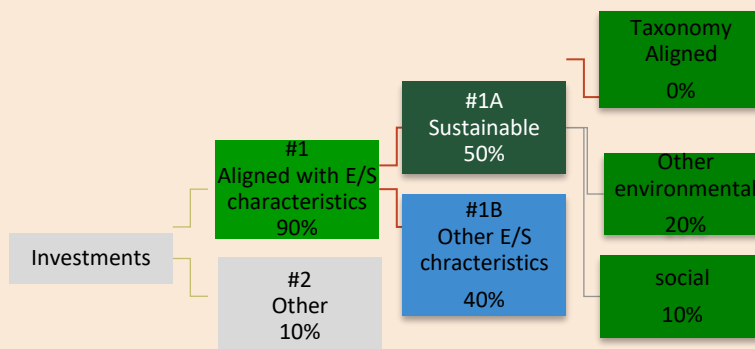 Investments
#1
Aligned with E/S
characteristics
90%
#2
Other
10%
#1A
Sustainable
50%
#1B
Other E/S
chracteristics
40%
Taxonomy
Aligned
0%
Other
environmental
20%
social
10%